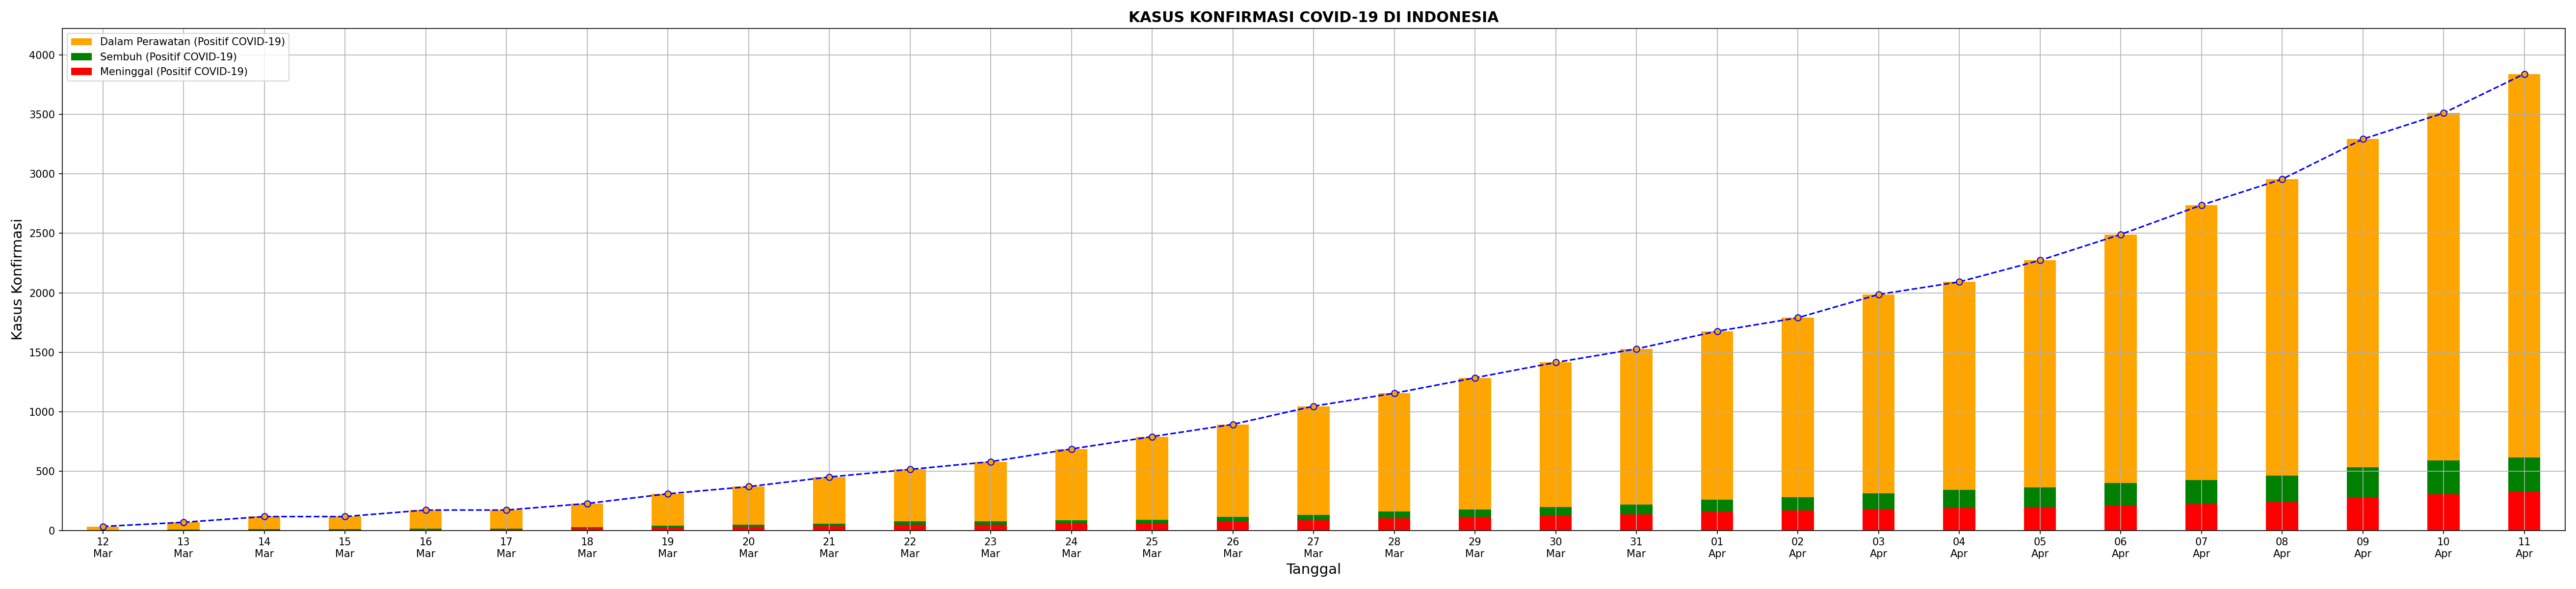 KASUS KONFIRMASI COVID-19 DI INDONESIA
Dalam Perawatan (Positif COVID-19)
Sembuh (Positif COVID-19)
Meninggal (Positif COVID-19)
Kasus Konfirmasi
4000
3500
3000
2500
2000
1500
1000
500
0
12 13 14 15 16 17 18 19 20 21 22 23 24 25 26 27 28 29 30 31 01 02 03 04 05 06 07 08 09 10 11
Mar Mar Mar Mar Mar Mar Mar Mar Mar Mar Mar Mar Mar Mar Mar Mar Mar Mar Mar Mar Apr Apr Apr Apr Apr Apr Apr Apr Apr Apr Apr
Tanggal